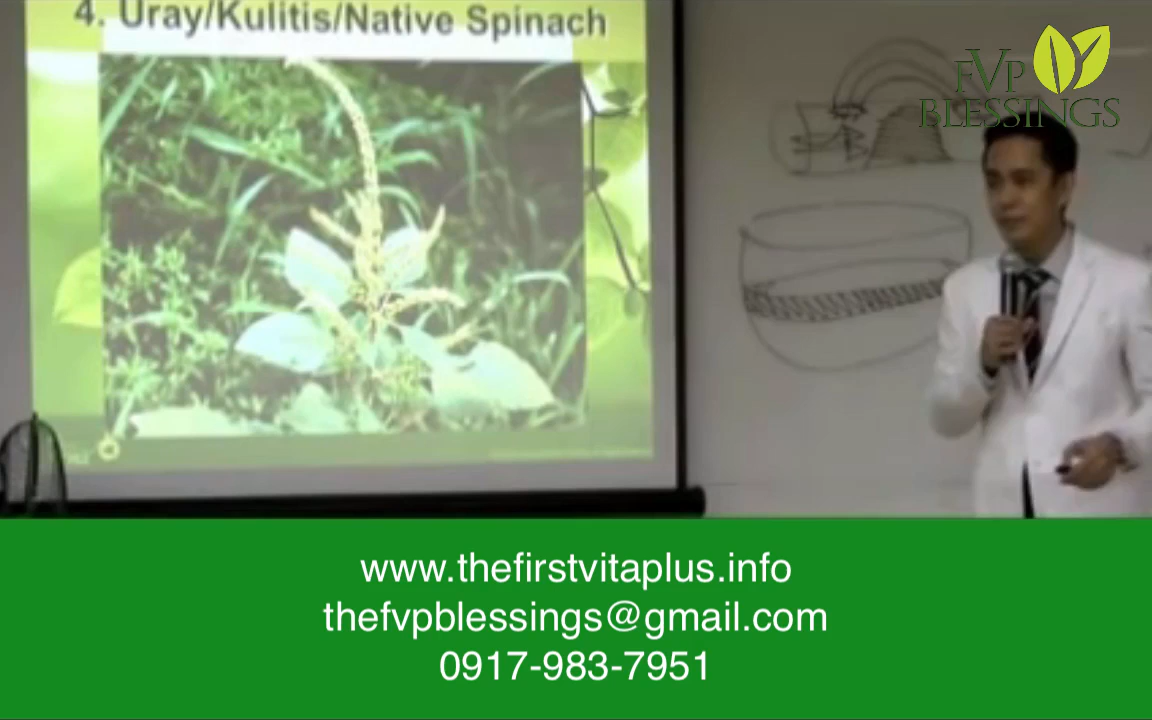 4. Uray/Kulitis/Native Spinach
FVP
BLESSINGS
www.thefirstvitaplus.info
thefvpblessings@gmail.com
0917-983-7951